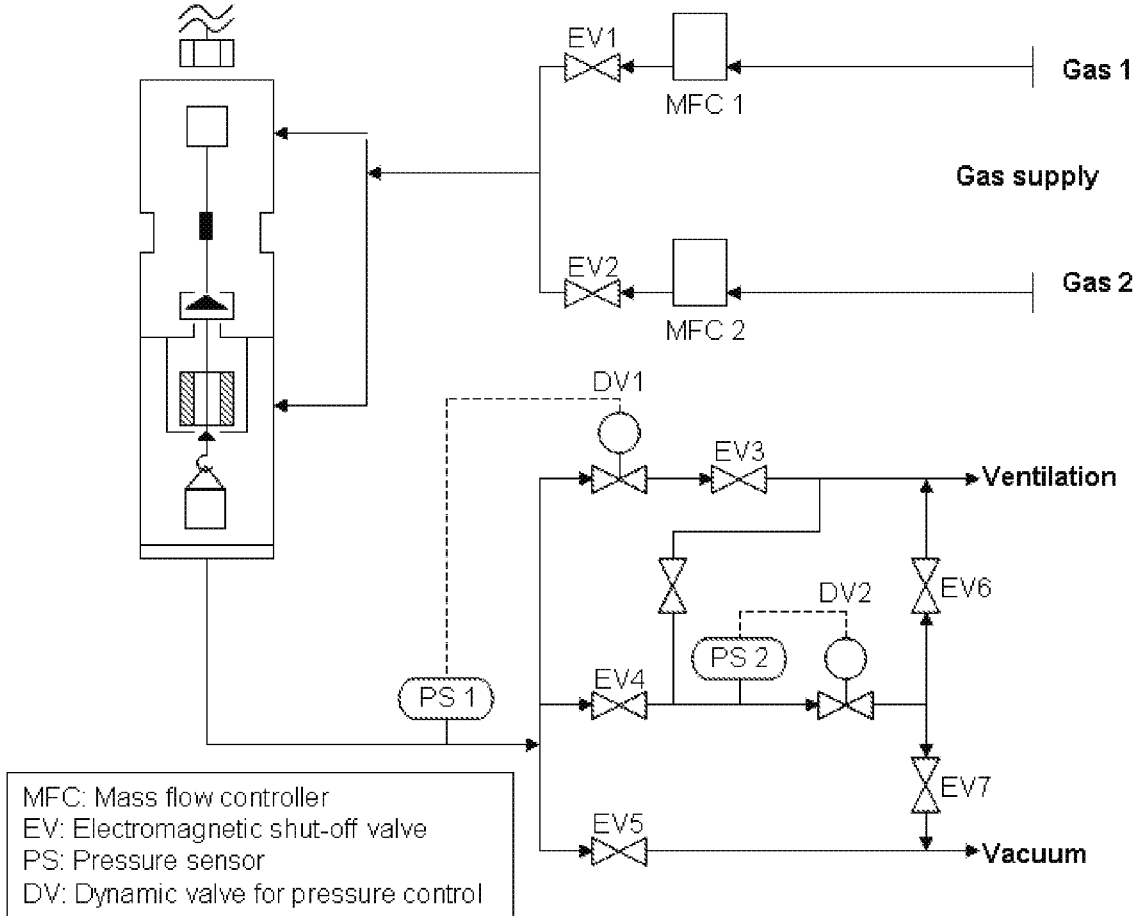 EV1
Gas 1
MFC 1
Gas supply
EV2
Gas 2
MFC 2
DV1
EV3
Ventilation
DV2
EV6
PS 2
EV4
PS 1
EV7
EV5
Vacuum
MFC: Mass flow controller
EV: Electromagnetic shut-off valve
PS: Pressure sensor
DV: Dynamic valve for pressure control